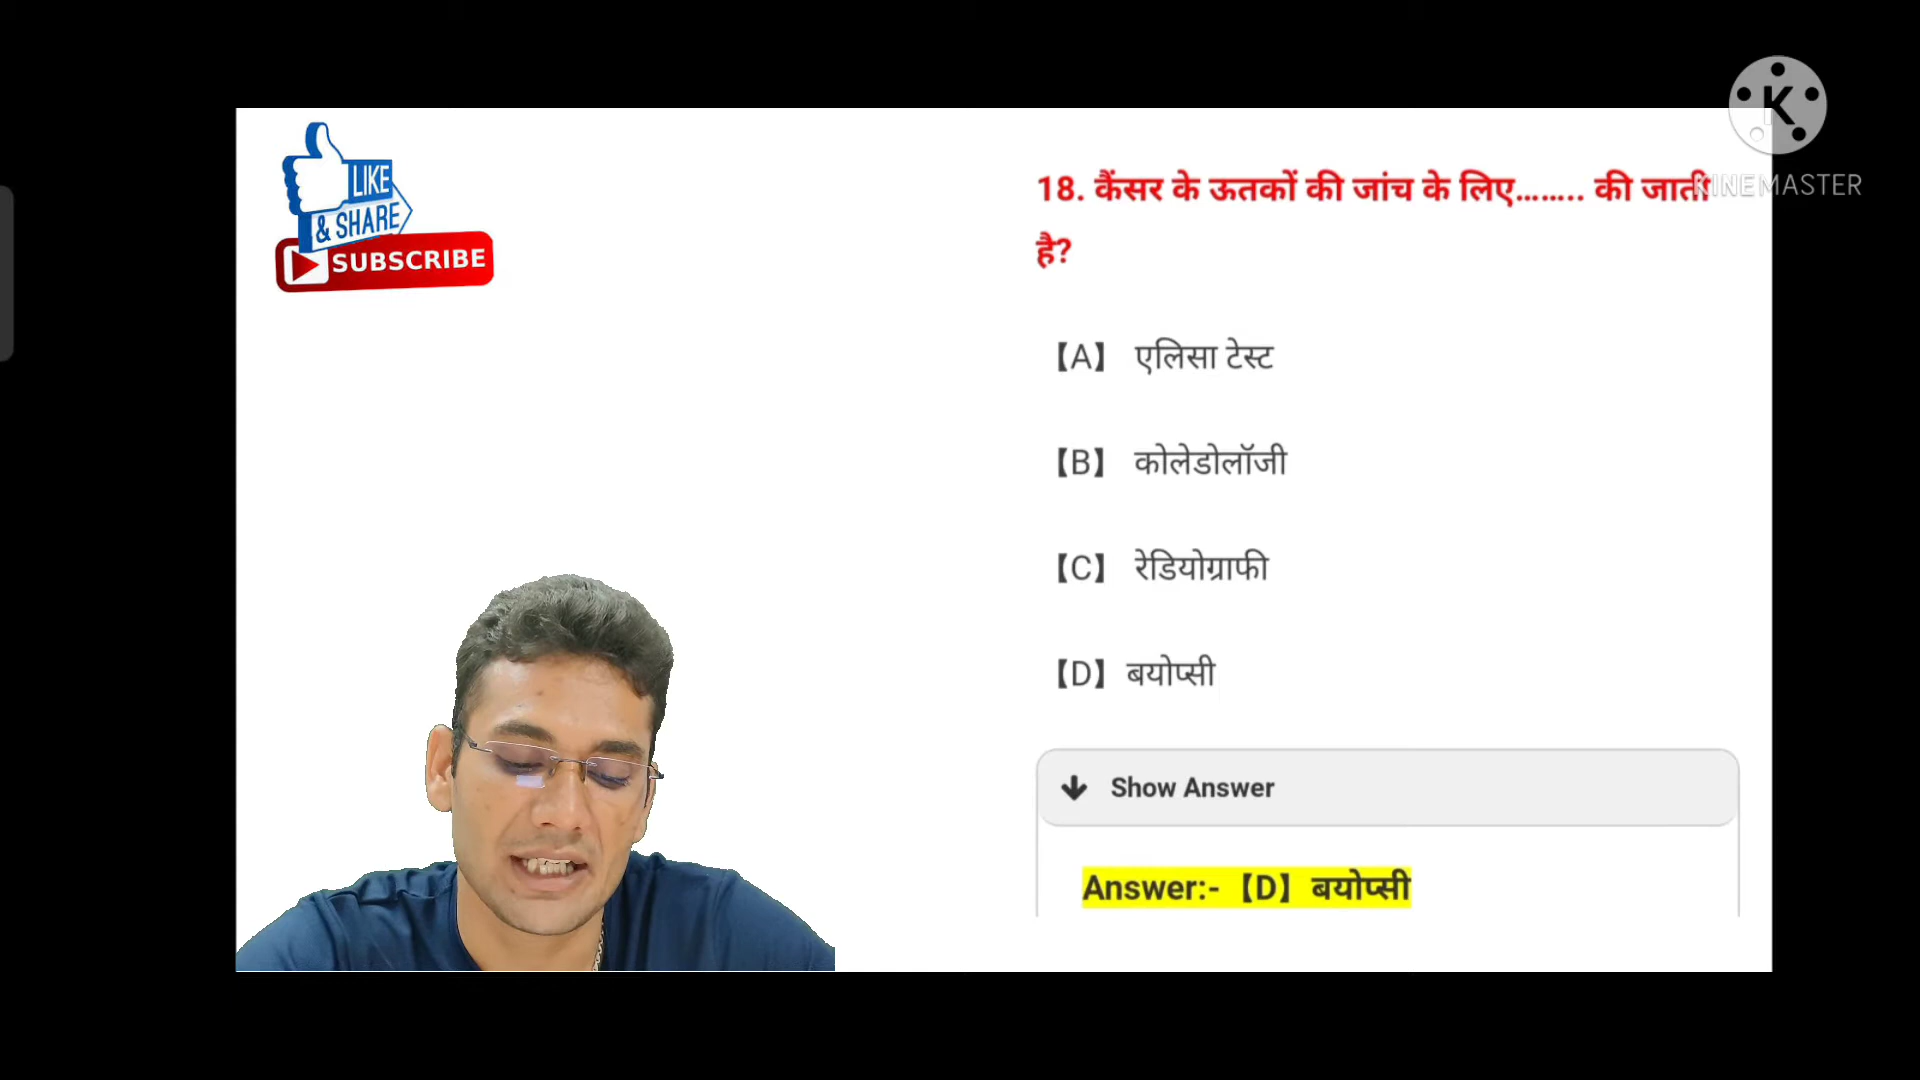 LIKE
& SHARE
SUBSCRIBE
K
KINEMASTER
18. कैंसर के ऊतकों की जांच के लिए........ की जाती
है?
【A】 एलिसा टेस्ट
【B】 कोलेडोलॉजी
【C】 रेडियोग्राफी
【D】 बयोप्सी
Show Answer
Answer:- 【D】 बयोप्सी